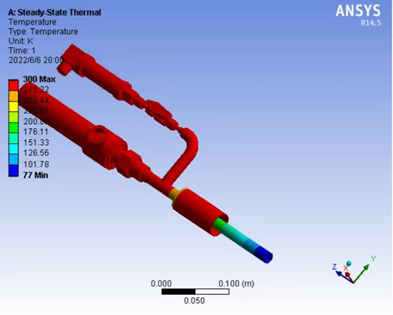 A: Steady-State Thermal
Temperature
Type: Temperature
Unit: K
Time: 1
2022/6/6 20:00
ANSYS
R14.5
300 Max
176.11
151.33
126.56
101.78
77 Min
0.000
0.100 (m)
0.050
Z
X
Y